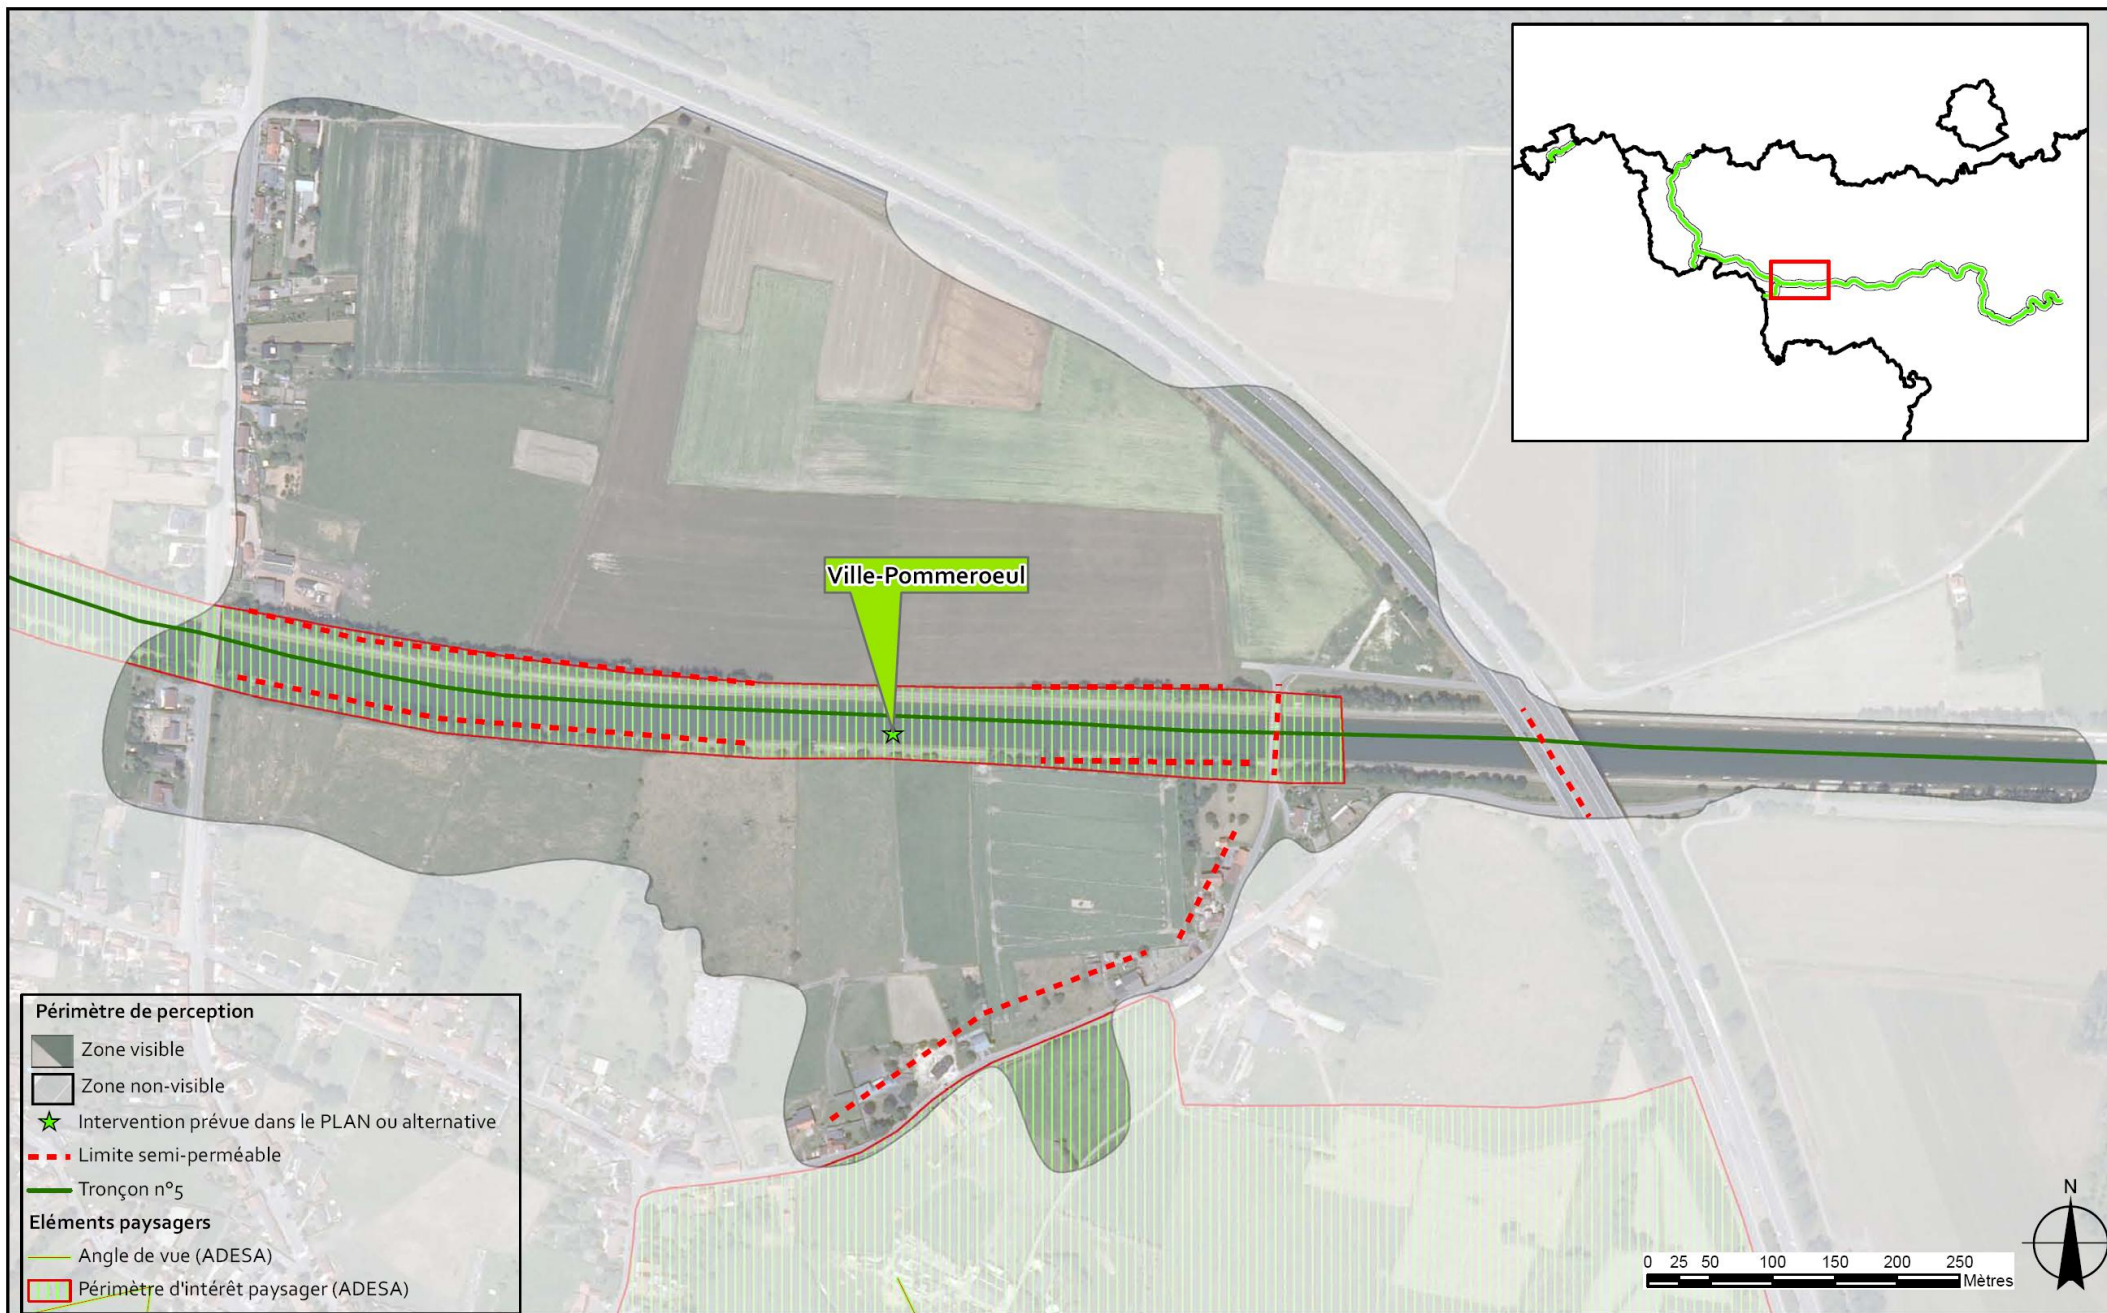 Ville-Pommeroeul
Périmètre de perception
Zone visible
Zone non-visible
Intervention prévue dans le PLAN ou alternative
Limite semi-perméable
Tronçon n°5
Eléments paysagers
Angle de vue (ADESA)
Périmètre d'intérêt paysager (ADESA)
N
0 25 50 100 150 200 250
Mètres